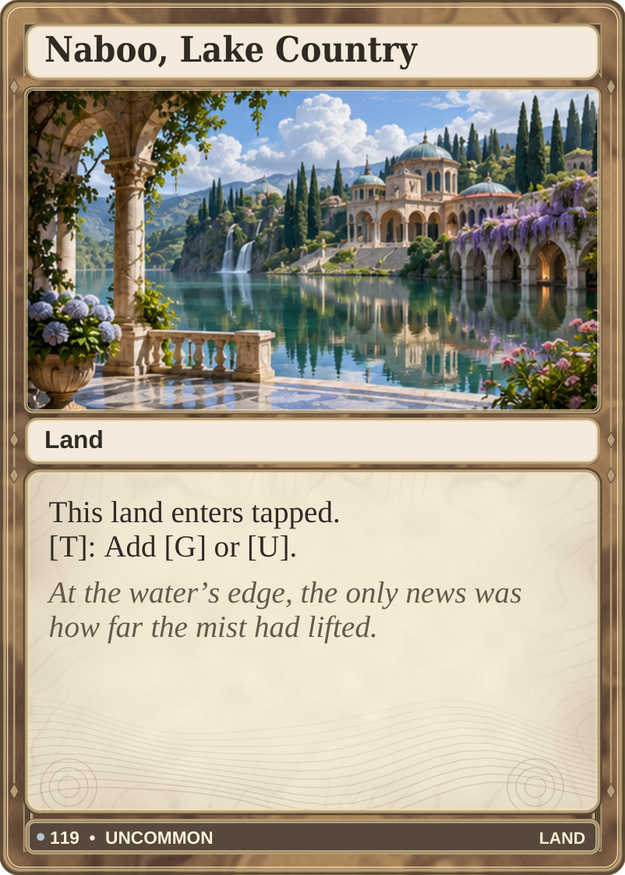 Naboo, Lake Country
Land
This land enters tapped.
[T]: Add [G] or [U].
At the water’s edge, the only news was
how far the mist had lifted.
119 • UNCOMMON
LAND